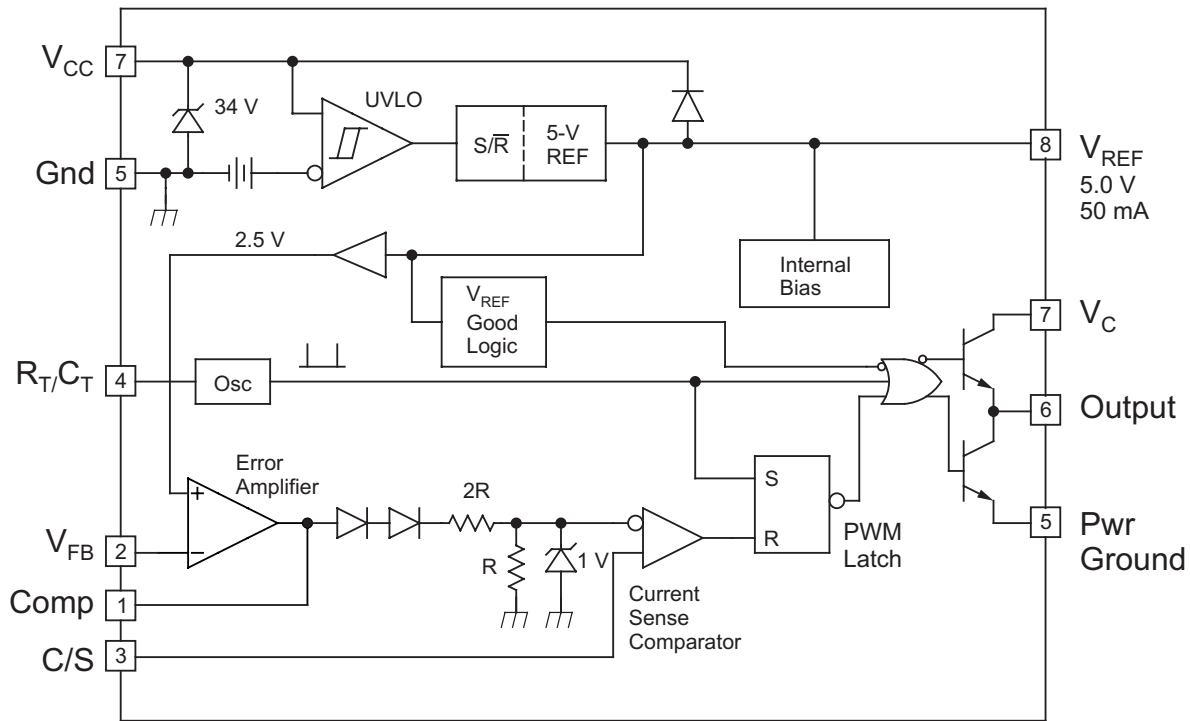 V_CC
7
34 V
UVLO
S/R̅
5-V
REF
8
V_REF
5.0 V
50 mA
Gnd
5
2.5 V
Internal
Bias
V_REF
Good
Logic
7
V_C
R_T/C_T
4
Osc
6
Output
Error
Amplifier
+
−
2R
S
R
PWM
Latch
5
Pwr
Ground
V_FB
2
R
1 V
Comp
1
Current
Sense
Comparator
C/S
3